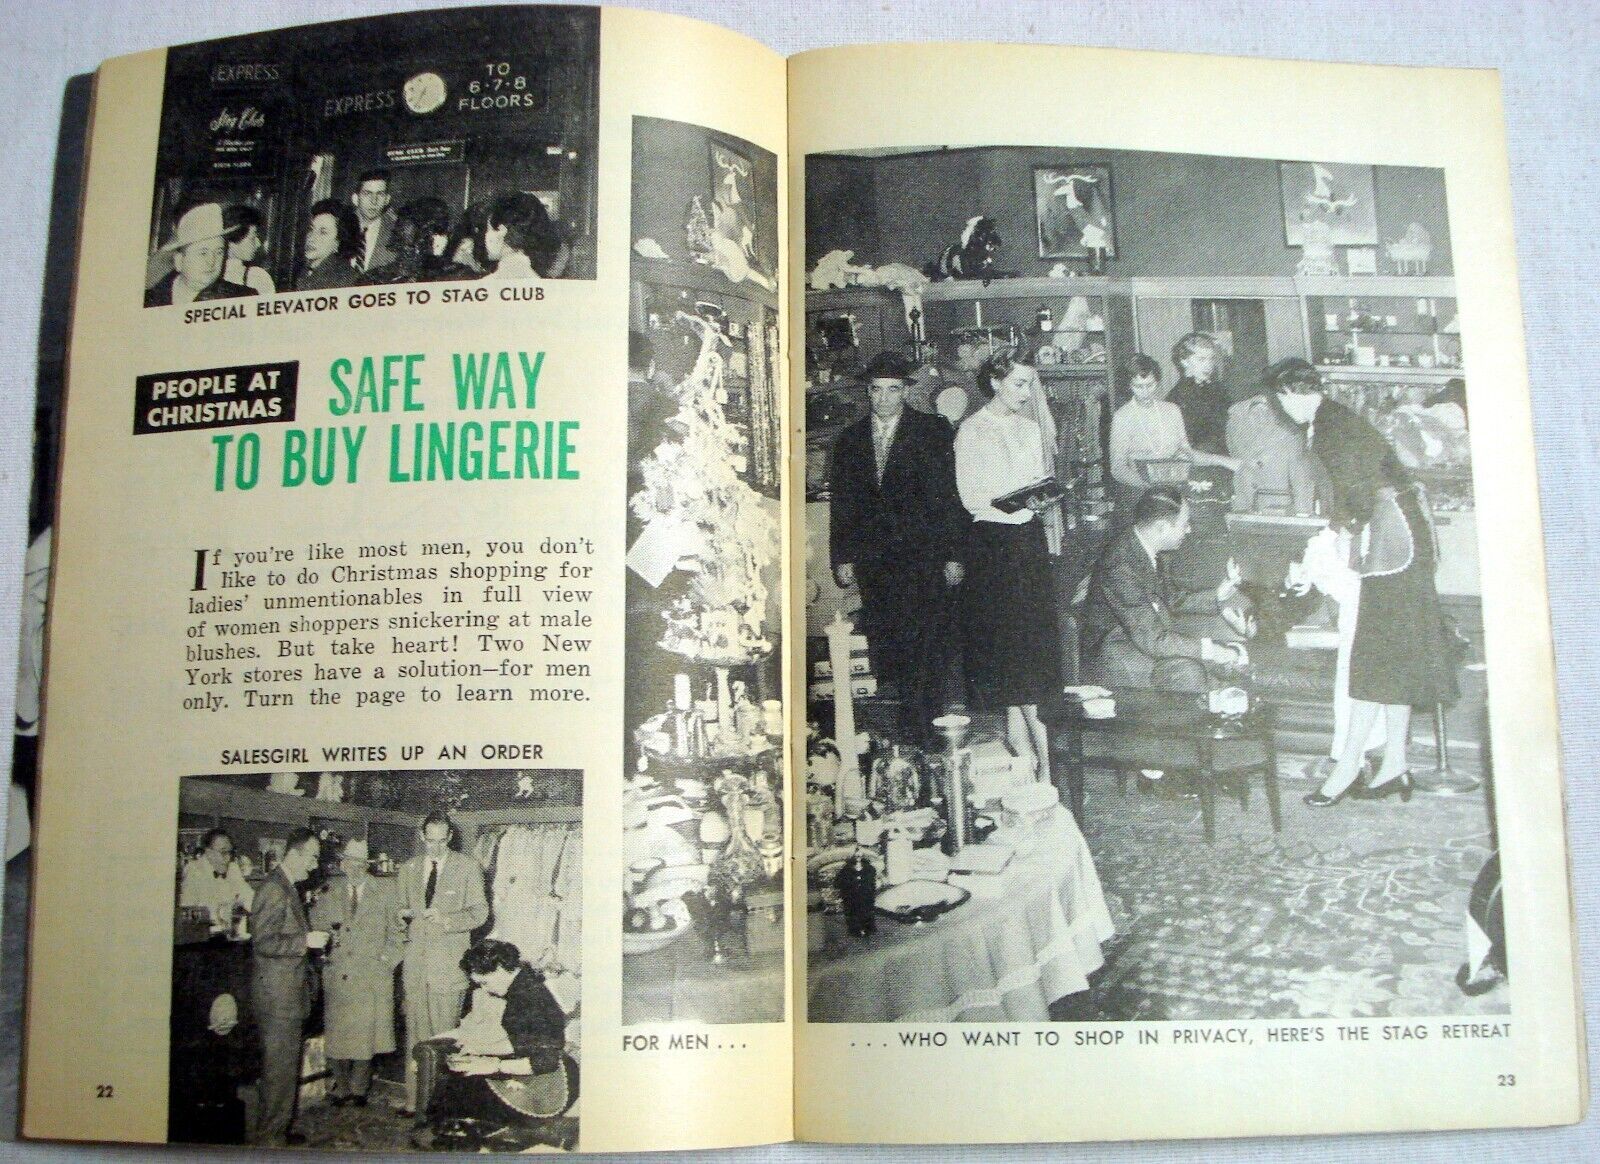 EXPRESS
Stag Club
EXPRESS
TO
6·7·8
FLOORS
SPECIAL ELEVATOR GOES TO STAG CLUB
PEOPLE AT
CHRISTMAS
SAFE WAY
TO BUY LINGERIE
If you're like most men, you don't
like to do Christmas shopping for
ladies' unmentionables in full view
of women shoppers snickering at male
blushes. But take heart! Two New
York stores have a solution—for men
only. Turn the page to learn more.
SALESGIRL WRITES UP AN ORDER
22
FOR MEN . . .
. . . WHO WANT TO SHOP IN PRIVACY, HERE'S THE STAG RETREAT
23